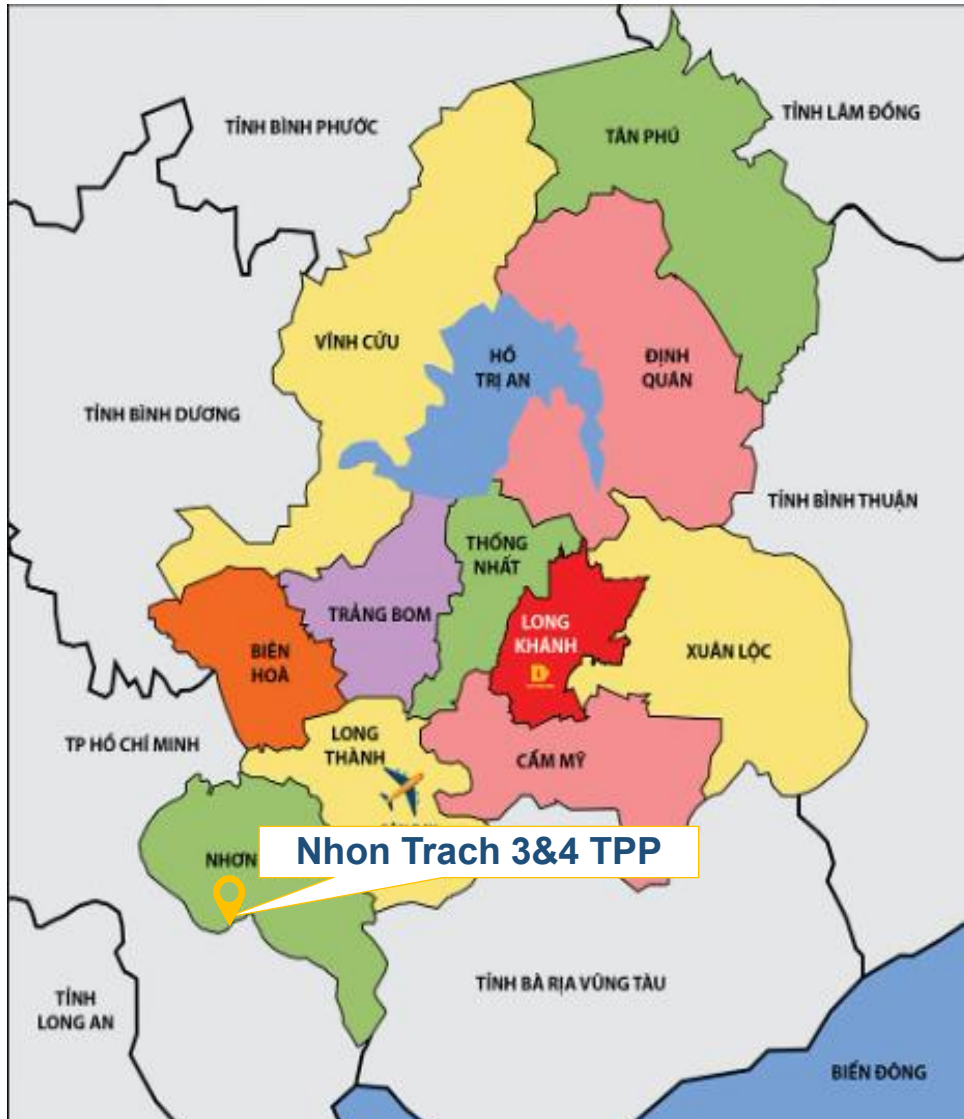 TỈNH BÌNH PHƯỚC
TÂN PHÚ
TỈNH LÂM ĐỒNG
VĨNH CỬU
HỒ
TRỊ AN
ĐỊNH
QUÁN
TỈNH BÌNH DƯƠNG
TỈNH BÌNH THUẬN
THỐNG
NHẤT
TRẢNG BOM
LONG
KHÁNH
D
BIÊN
HOÀ
XUÂN LỘC
TP HỒ CHÍ MINH
LONG
THÀNH
CẨM MỸ
NHƠN
Nhon Trach 3&4 TPP
TỈNH
LONG AN
TỈNH BÀ RỊA VŨNG TÀU
BIỂN ĐÔNG